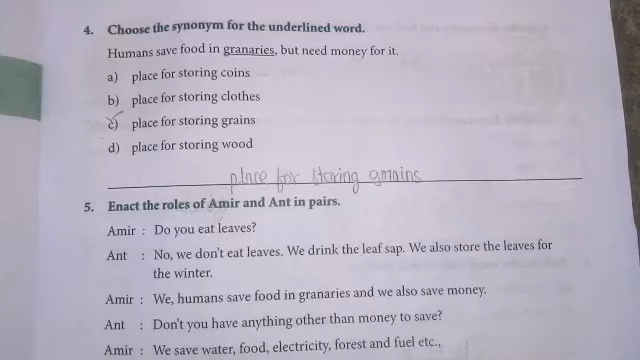 4. Choose the synonym for the underlined word.
Humans save food in granaries, but need money for it.
a) place for storing coins
b) place for storing clothes
c) place for storing grains
d) place for storing wood
place for storing grains
5. Enact the roles of Amir and Ant in pairs.
Amir : Do you eat leaves?
Ant : No, we don't eat leaves. We drink the leaf sap. We also store the leaves for
the winter.
Amir : We, humans save food in granaries and we also save money.
Ant : Don't you have anything other than money to save?
Amir : We save water, food, electricity, forest and fuel etc.,